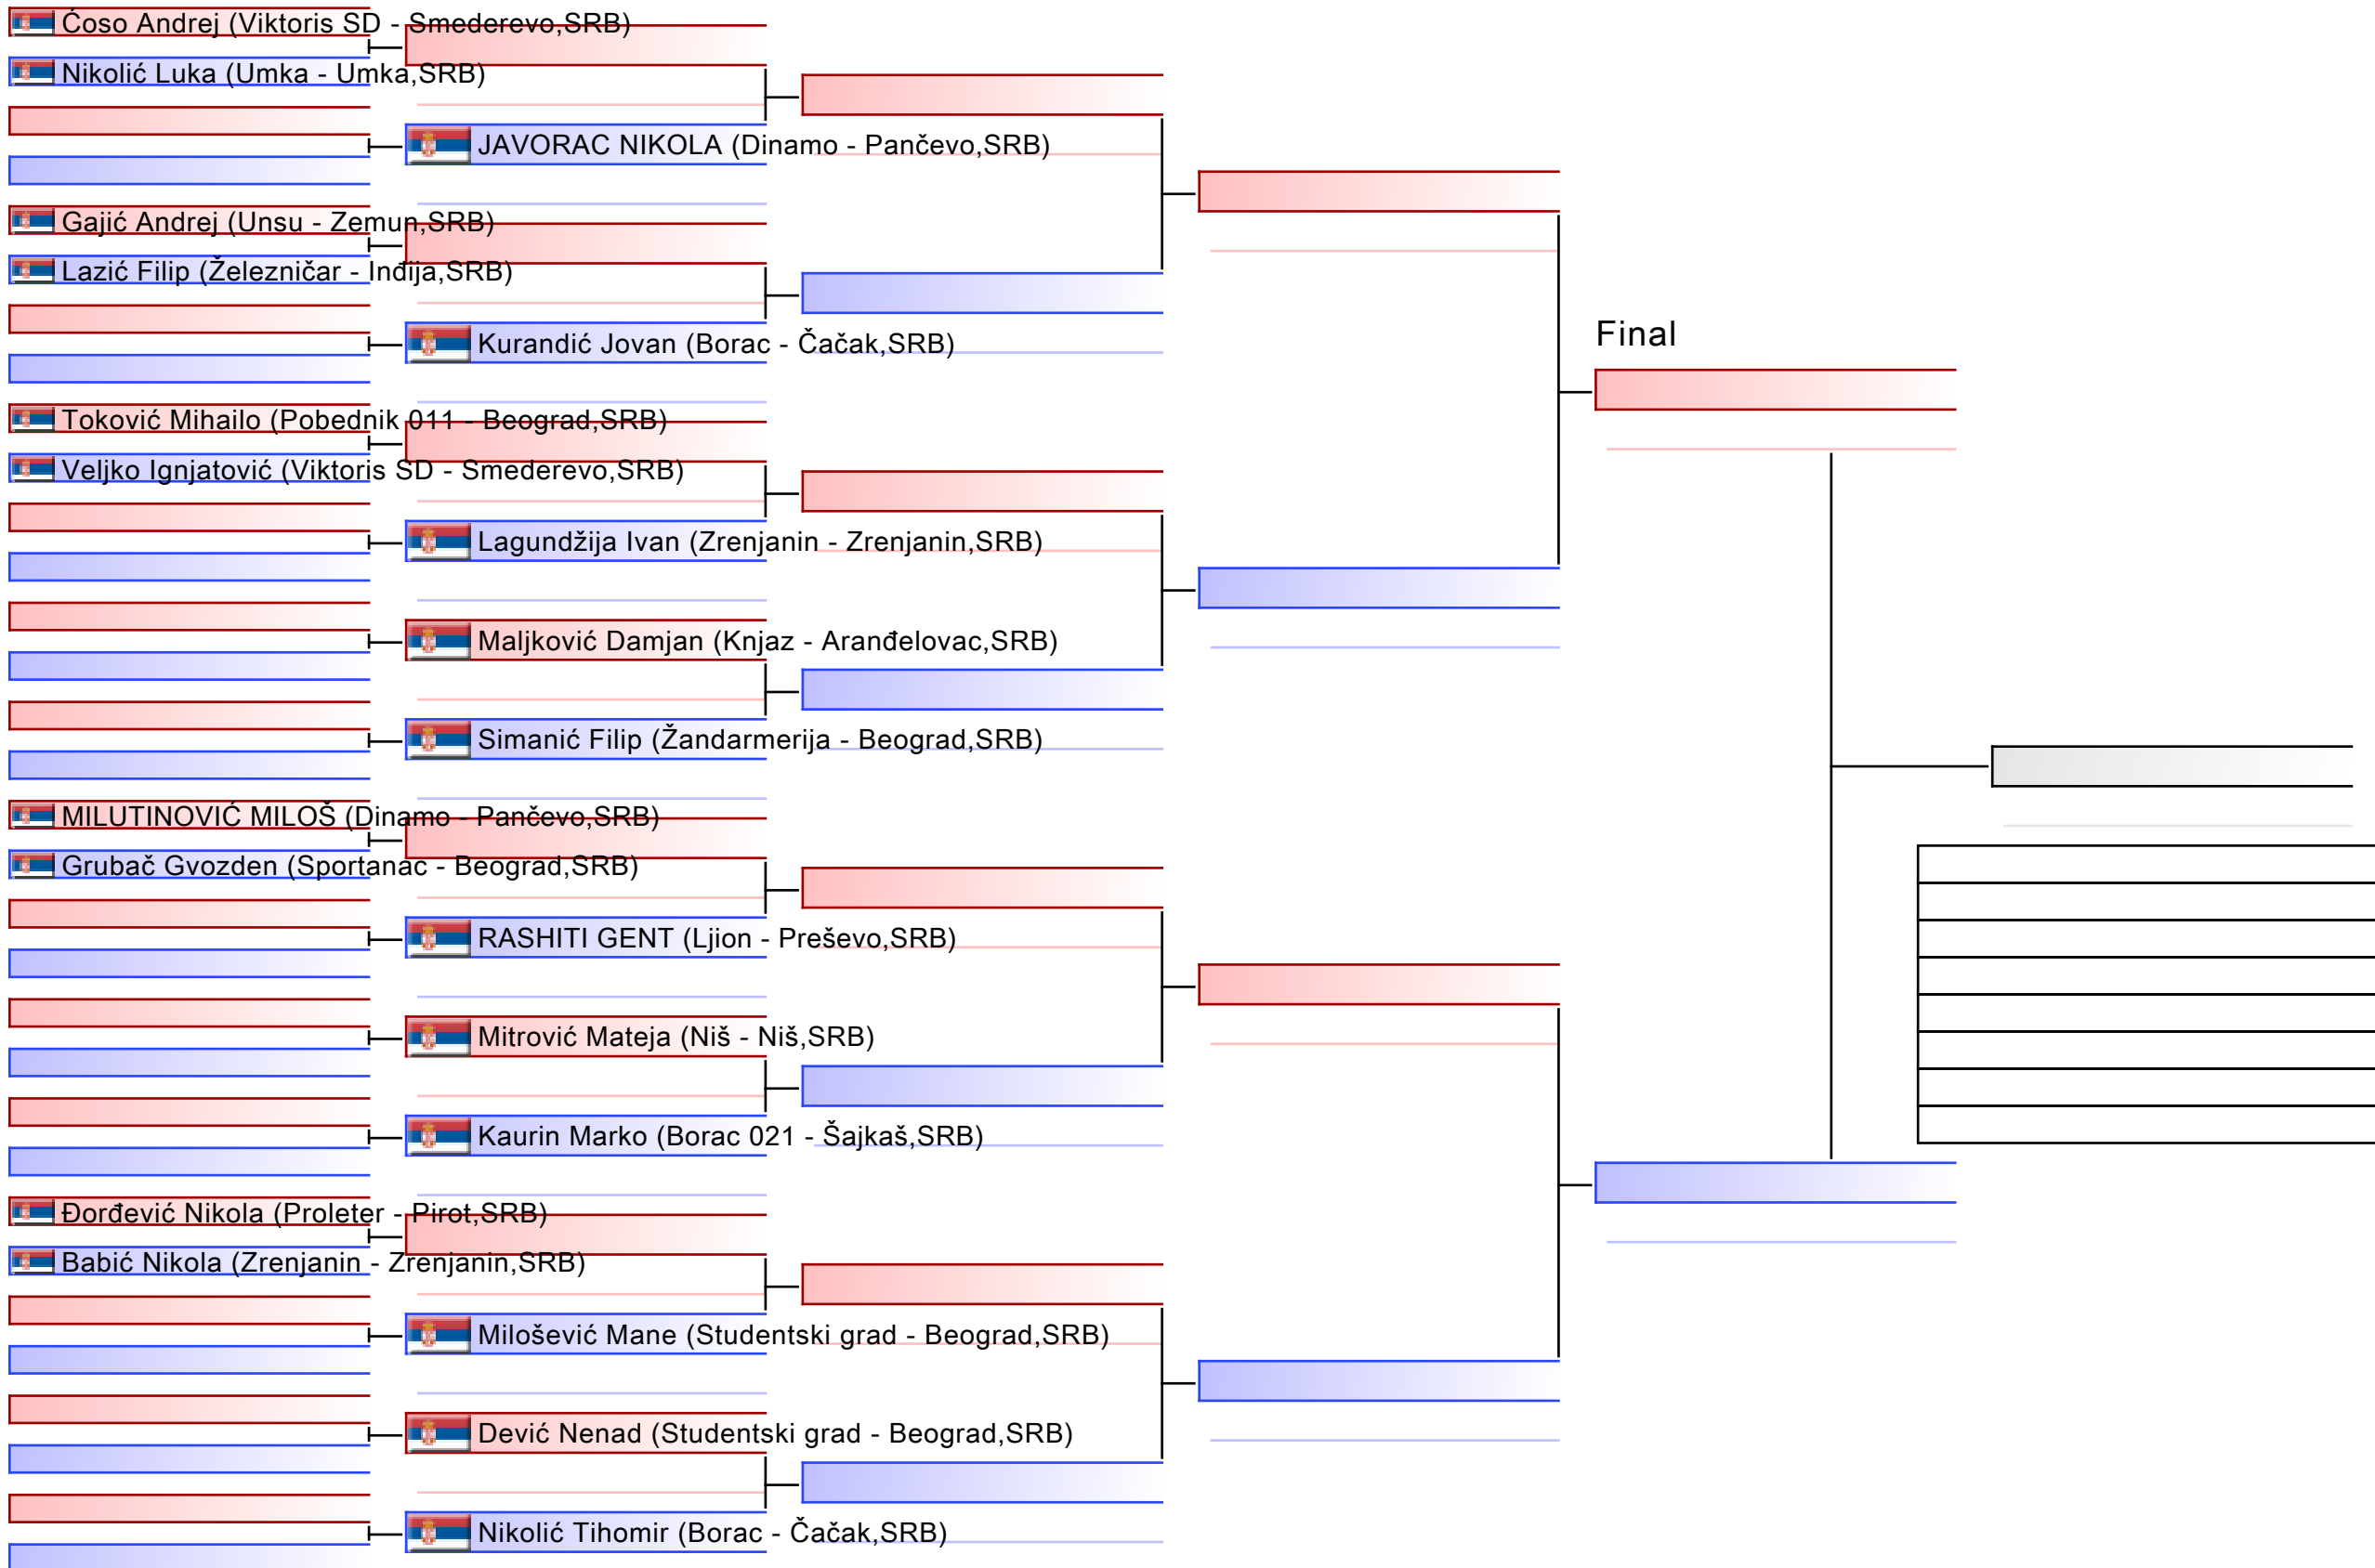 Ćoso Andrej (Viktoris SD - Smederevo,SRB)
Nikolić Luka (Umka - Umka,SRB)
JAVORAC NIKOLA (Dinamo - Pančevo,SRB)
Gajić Andrej (Unsu - Zemun,SRB)
Lazić Filip (Železničar - Inđija,SRB)
Kurandić Jovan (Borac - Čačak,SRB)
Final
Toković Mihailo (Pobednik 011 - Beograd,SRB)
Veljko Ignjatović (Viktoris SD - Smederevo,SRB)
Lagundžija Ivan (Zrenjanin - Zrenjanin,SRB)
Maljković Damjan (Knjaz - Aranđelovac,SRB)
Simanić Filip (Žandarmerija - Beograd,SRB)
MILUTINOVIĆ MILOŠ (Dinamo - Pančevo,SRB)
Grubač Gvozden (Sportanac - Beograd,SRB)
RASHITI GENT (Ljion - Preševo,SRB)
Mitrović Mateja (Niš - Niš,SRB)
Kaurin Marko (Borac 021 - Šajkaš,SRB)
Đorđević Nikola (Proleter - Pirot,SRB)
Babić Nikola (Zrenjanin - Zrenjanin,SRB)
Milošević Mane (Studentski grad - Beograd,SRB)
Dević Nenad (Studentski grad - Beograd,SRB)
Nikolić Tihomir (Borac - Čačak,SRB)